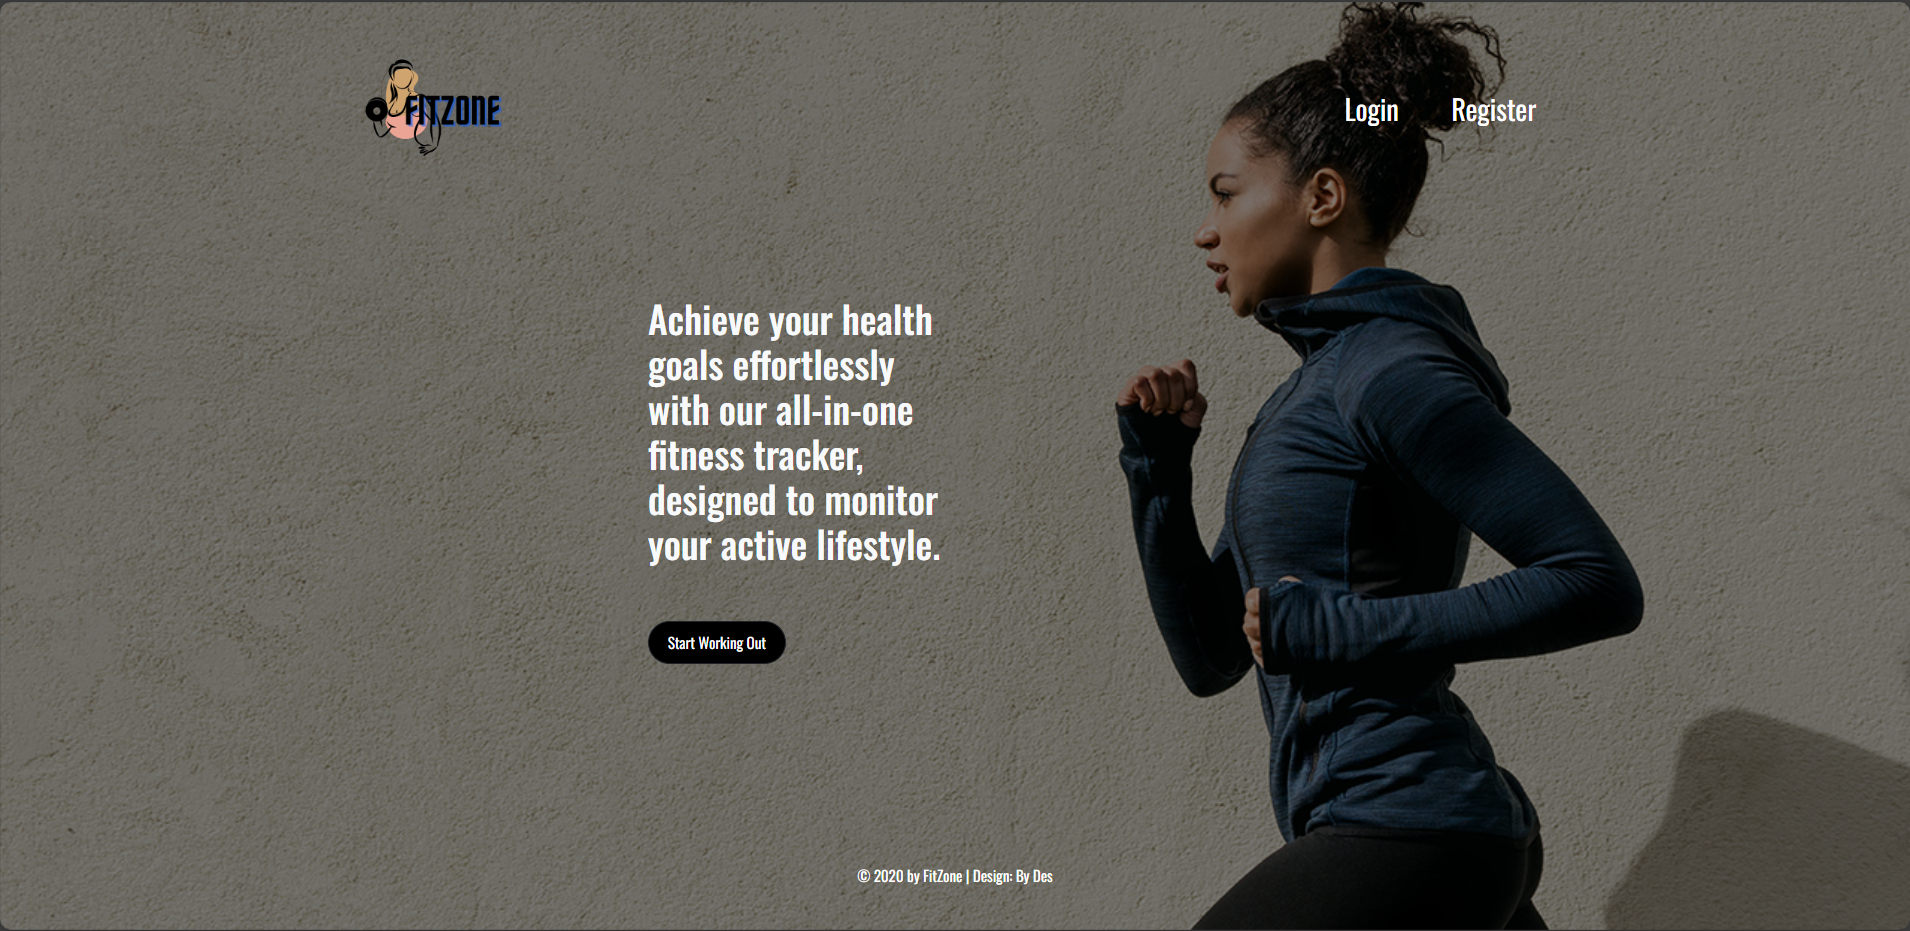 FITZONE
Login
Register
Achieve your health
goals effortlessly
with our all-in-one
fitness tracker,
designed to monitor
your active lifestyle.
Start Working Out
© 2020 by FitZone | Design: By Des